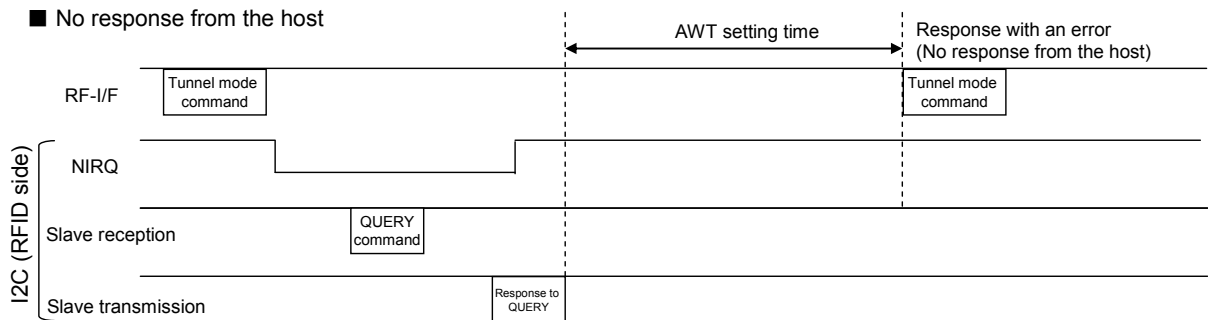 ■ No response from the host
AWT setting time
Response with an error
(No response from the host)
RF-I/F
Tunnel mode
command
Tunnel mode
command
I2C (RFID side)
NIRQ
Slave reception
QUERY
command
Slave transmission
Response to
QUERY